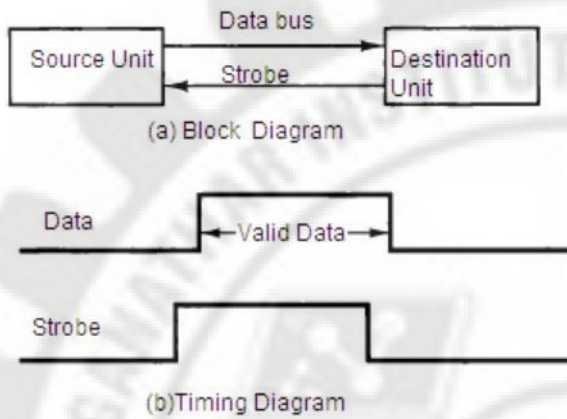 Data bus
Source Unit
Destination
Unit
Strobe
(a) Block Diagram
Data
Valid Data
Strobe
(b)Timing Diagram